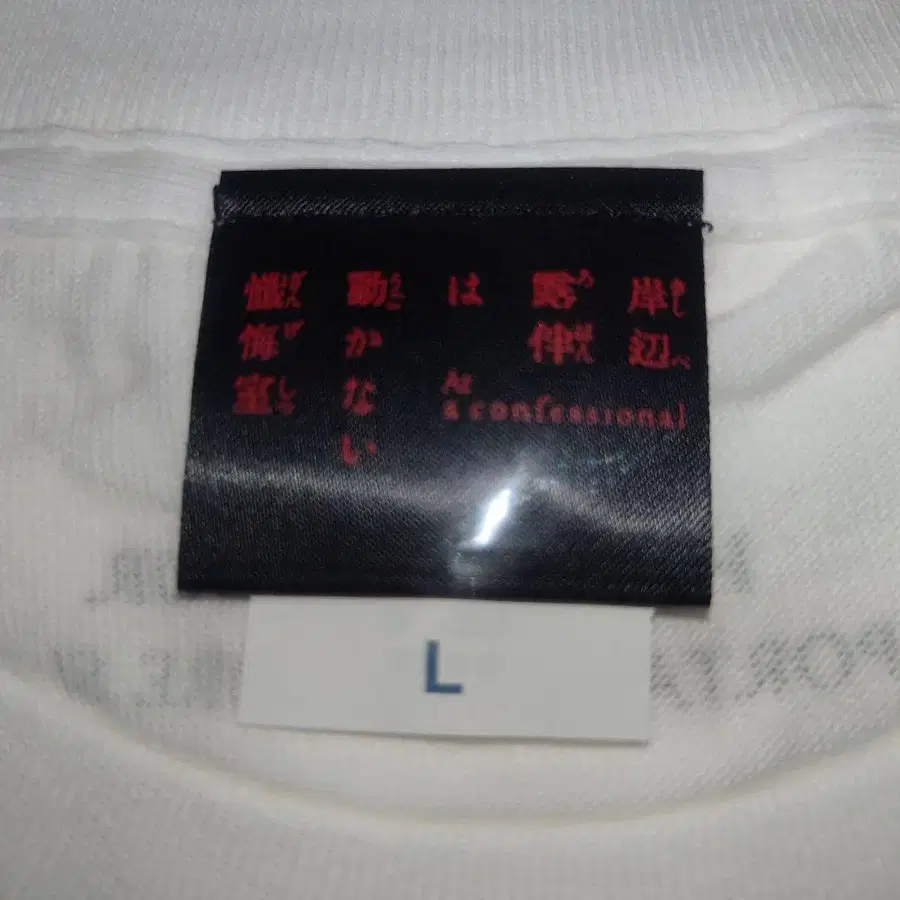 岸辺
露伴
は
動かない
懺悔室
At
a confessional
L